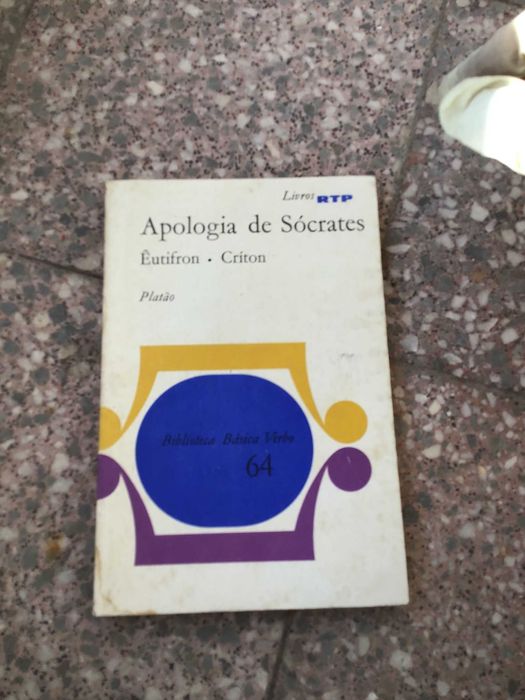 Livros RTP
Apologia de Sócrates
Êutifron · Críton
Platão
Biblioteca Básica Verbo
64